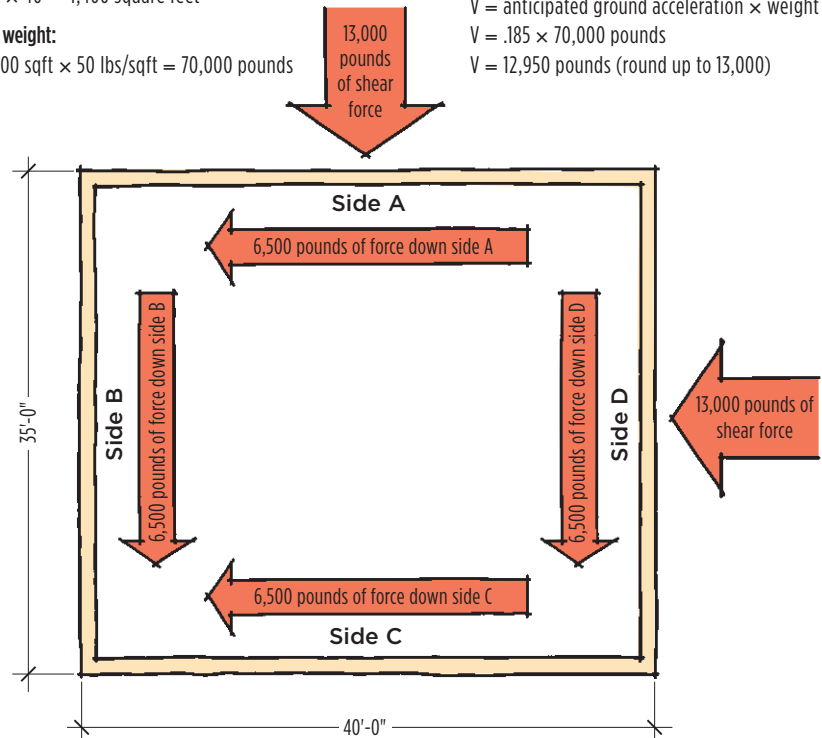 V = anticipated ground acceleration × weight
weight:
V = .185 × 70,000 pounds
00 sqft × 50 lbs/sqft = 70,000 pounds
V = 12,950 pounds (round up to 13,000)
13,000
pounds
of shear
force
Side A
6,500 pounds of force down side A
Side B
6,500 pounds of force down side B
6,500 pounds of force down side D
Side D
13,000 pounds of
shear force
35'-0"
6,500 pounds of force down side C
Side C
40'-0"